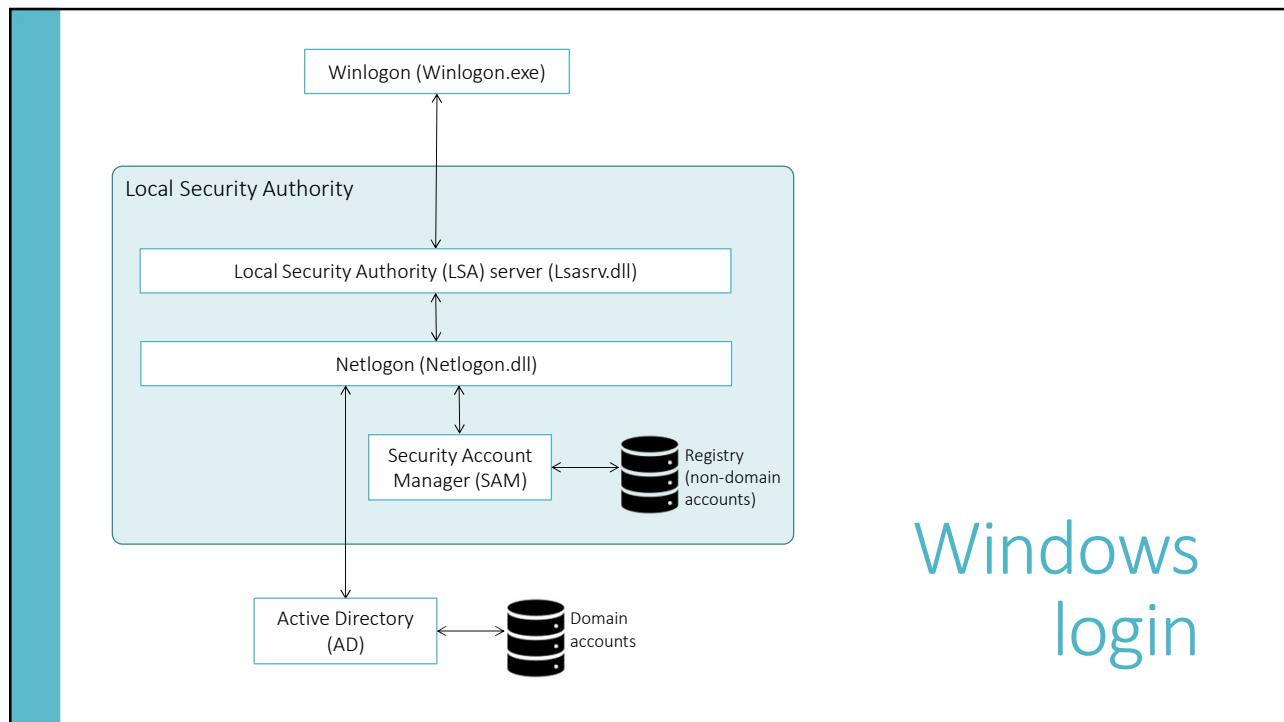 Winlogon (Winlogon.exe)
Local Security Authority
Local Security Authority (LSA) server (Lsasrv.dll)
Netlogon (Netlogon.dll)
Security Account
Manager (SAM)
Registry
(non-domain
accounts)
Active Directory
(AD)
Domain
accounts
Windows
login